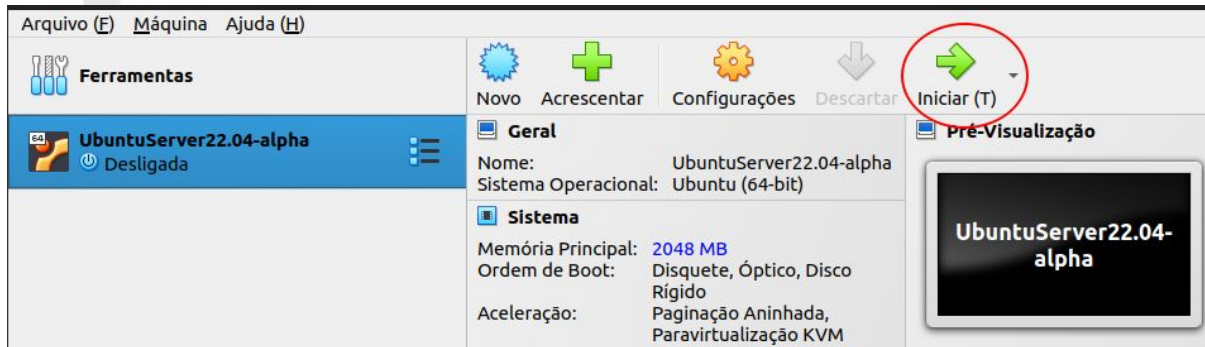 Arquivo (F) Máquina Ajuda (H)
Ferramentas
Novo Acrescentar Configurações Descartar Iniciar (T)
64
UbuntuServer22.04-alpha
Desligada
Geral
Nome: UbuntuServer22.04-alpha
Sistema Operacional: Ubuntu (64-bit)
Sistema
Memória Principal: 2048 MB
Ordem de Boot: Disquete, Óptico, Disco
Rígido
Aceleração: Paginação Aninhada,
Paravirtualização KVM
Pré-Visualização
UbuntuServer22.04-
alpha